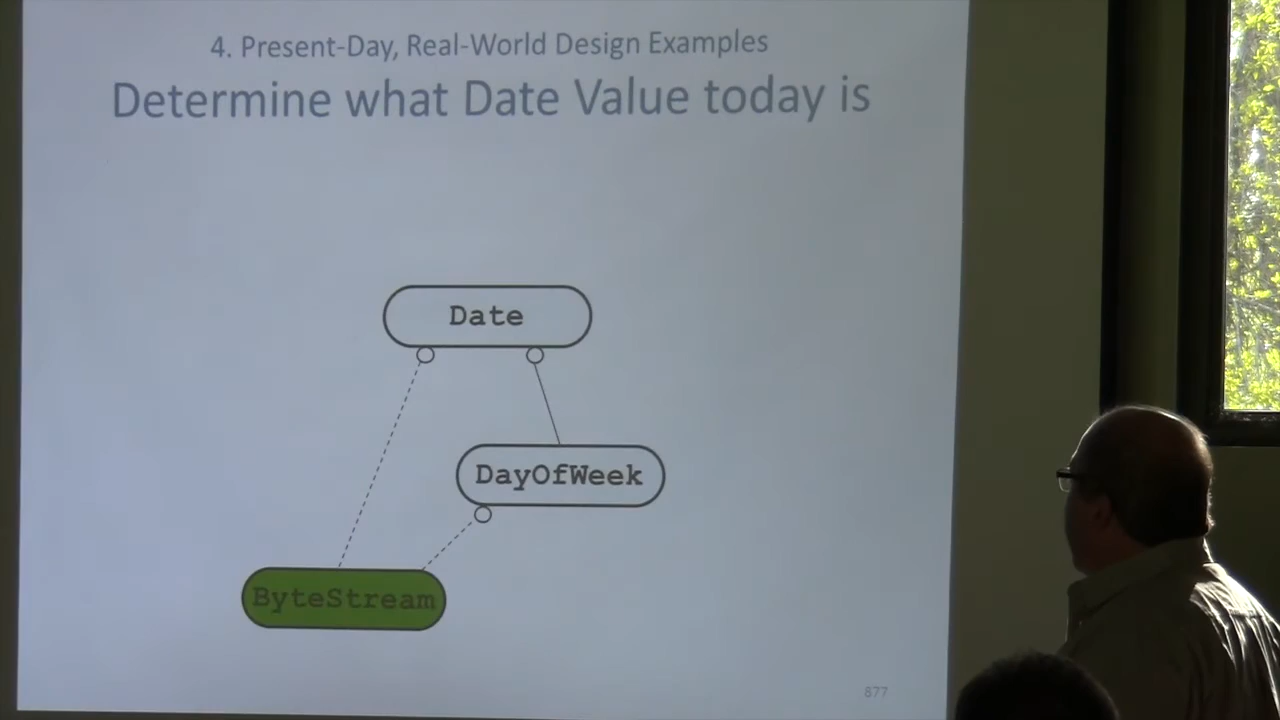 4. Present-Day, Real-World Design Examples
Determine what Date Value today is
Date
DayOfWeek
ByteStream
877